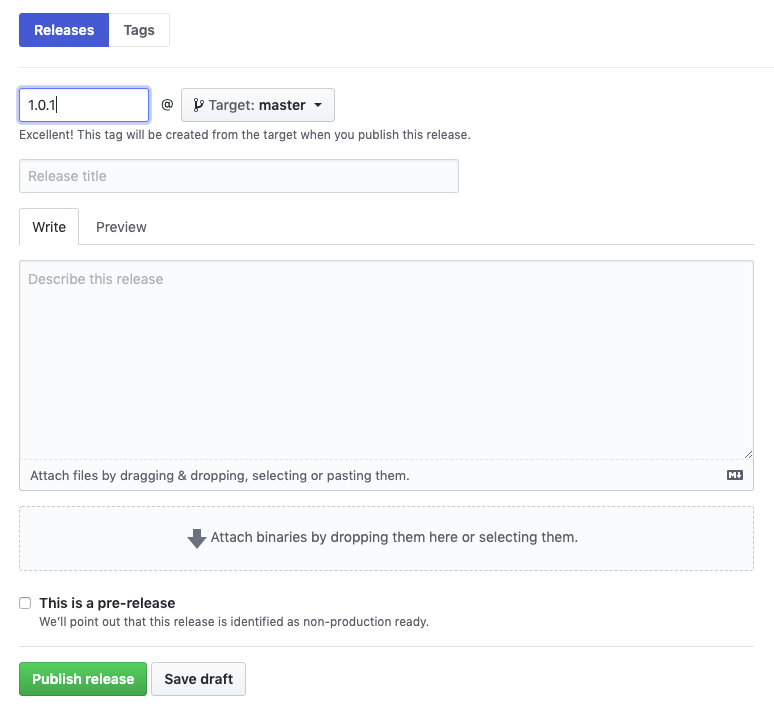 Releases Tags
1.0.1 @ Target: master
Excellent! This tag will be created from the target when you publish this release.
Release title
Write Preview
Describe this release
Attach files by dragging & dropping, selecting or pasting them. M↓
Attach binaries by dropping them here or selecting them.
This is a pre-release
We'll point out that this release is identified as non-production ready.
Publish release Save draft